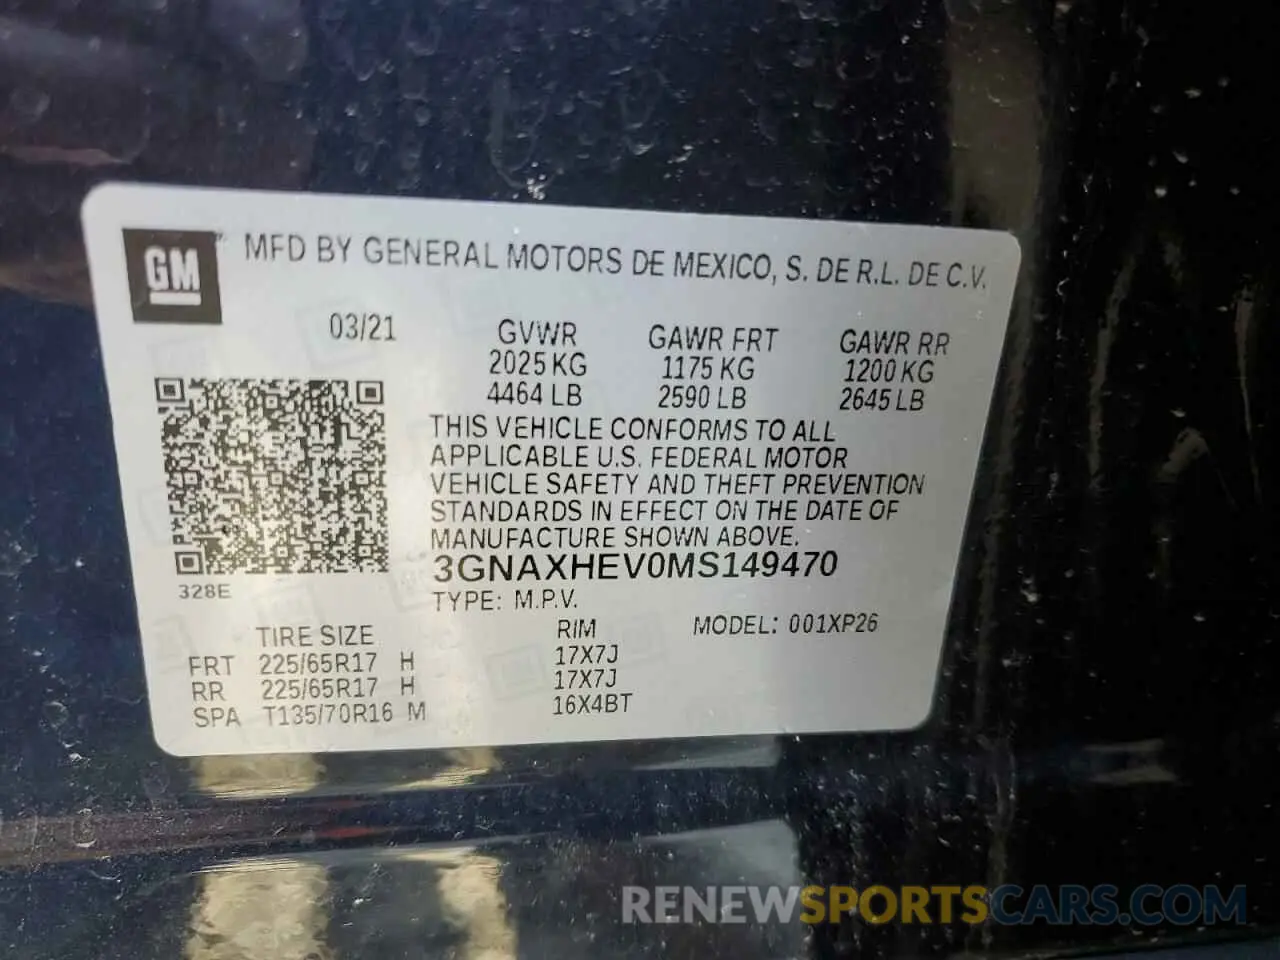 GM MFD BY GENERAL MOTORS DE MEXICO, S. DE R.L. DE C.V.
03/21 GVWR GAWR FRT GAWR RR
2025 KG 1175 KG 1200 KG
4464 LB 2590 LB 2645 LB
THIS VEHICLE CONFORMS TO ALL
APPLICABLE U.S. FEDERAL MOTOR
VEHICLE SAFETY AND THEFT PREVENTION
STANDARDS IN EFFECT ON THE DATE OF
MANUFACTURE SHOWN ABOVE.
3GNAXHEV0MS149470
328E
TYPE: M.P.V.
TIRE SIZE RIM MODEL: 001XP26
FRT 225/65R17 H 17X7J
RR 225/65R17 H 17X7J
SPA T135/70R16 M 16X4BT
RENEWSPORTSCARS.COM